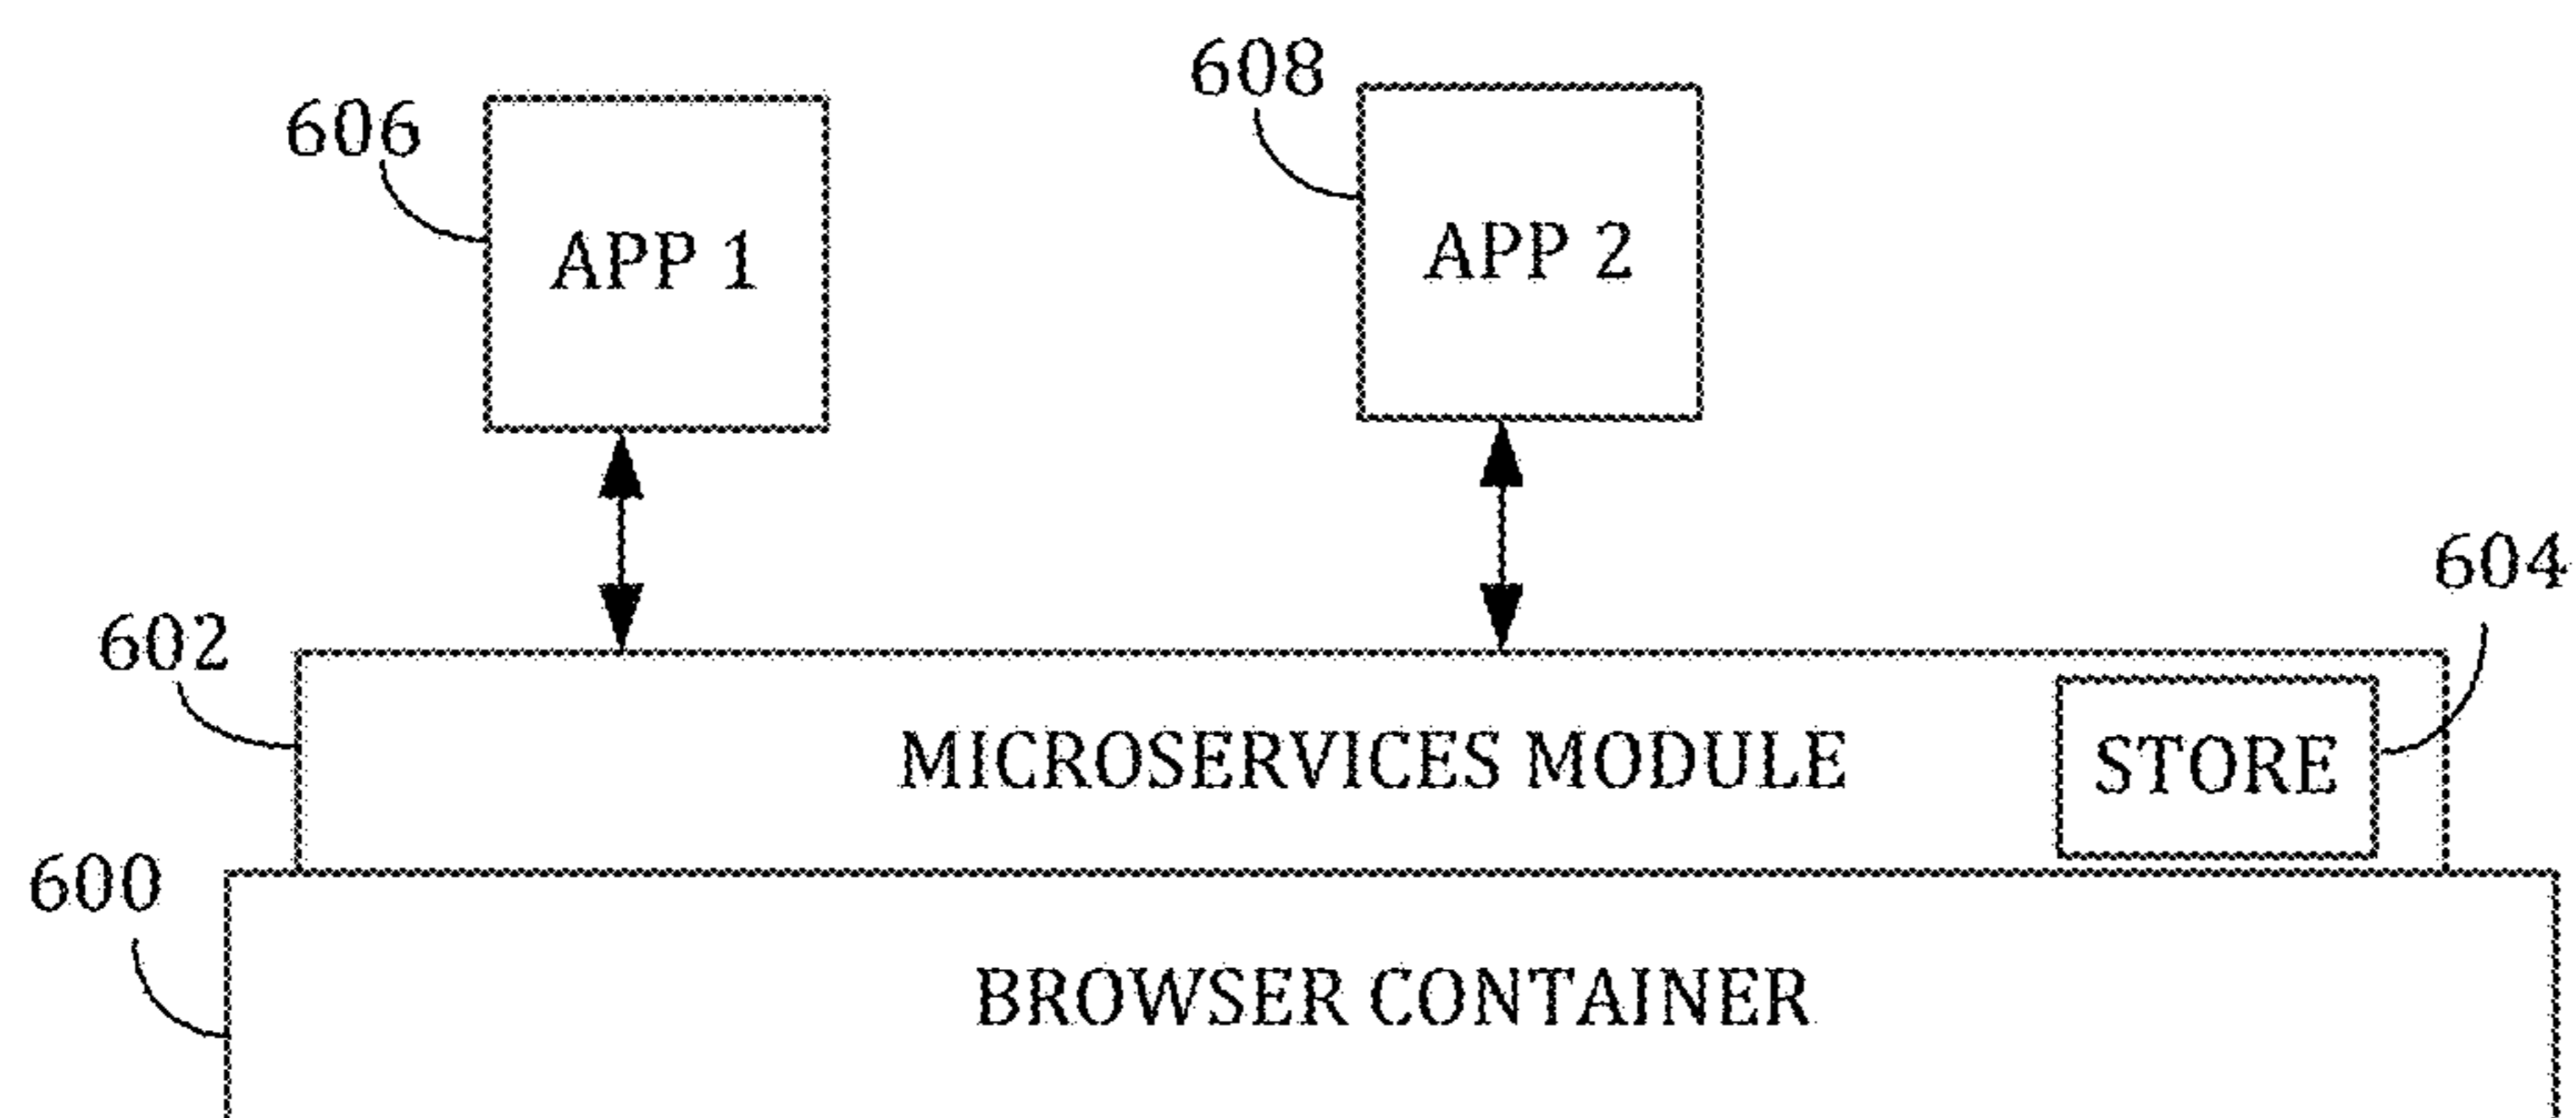 608
606
APP 1
APP 2
604
602
MICROSERVICES MODULE
STORE
600
BROWSER CONTAINER